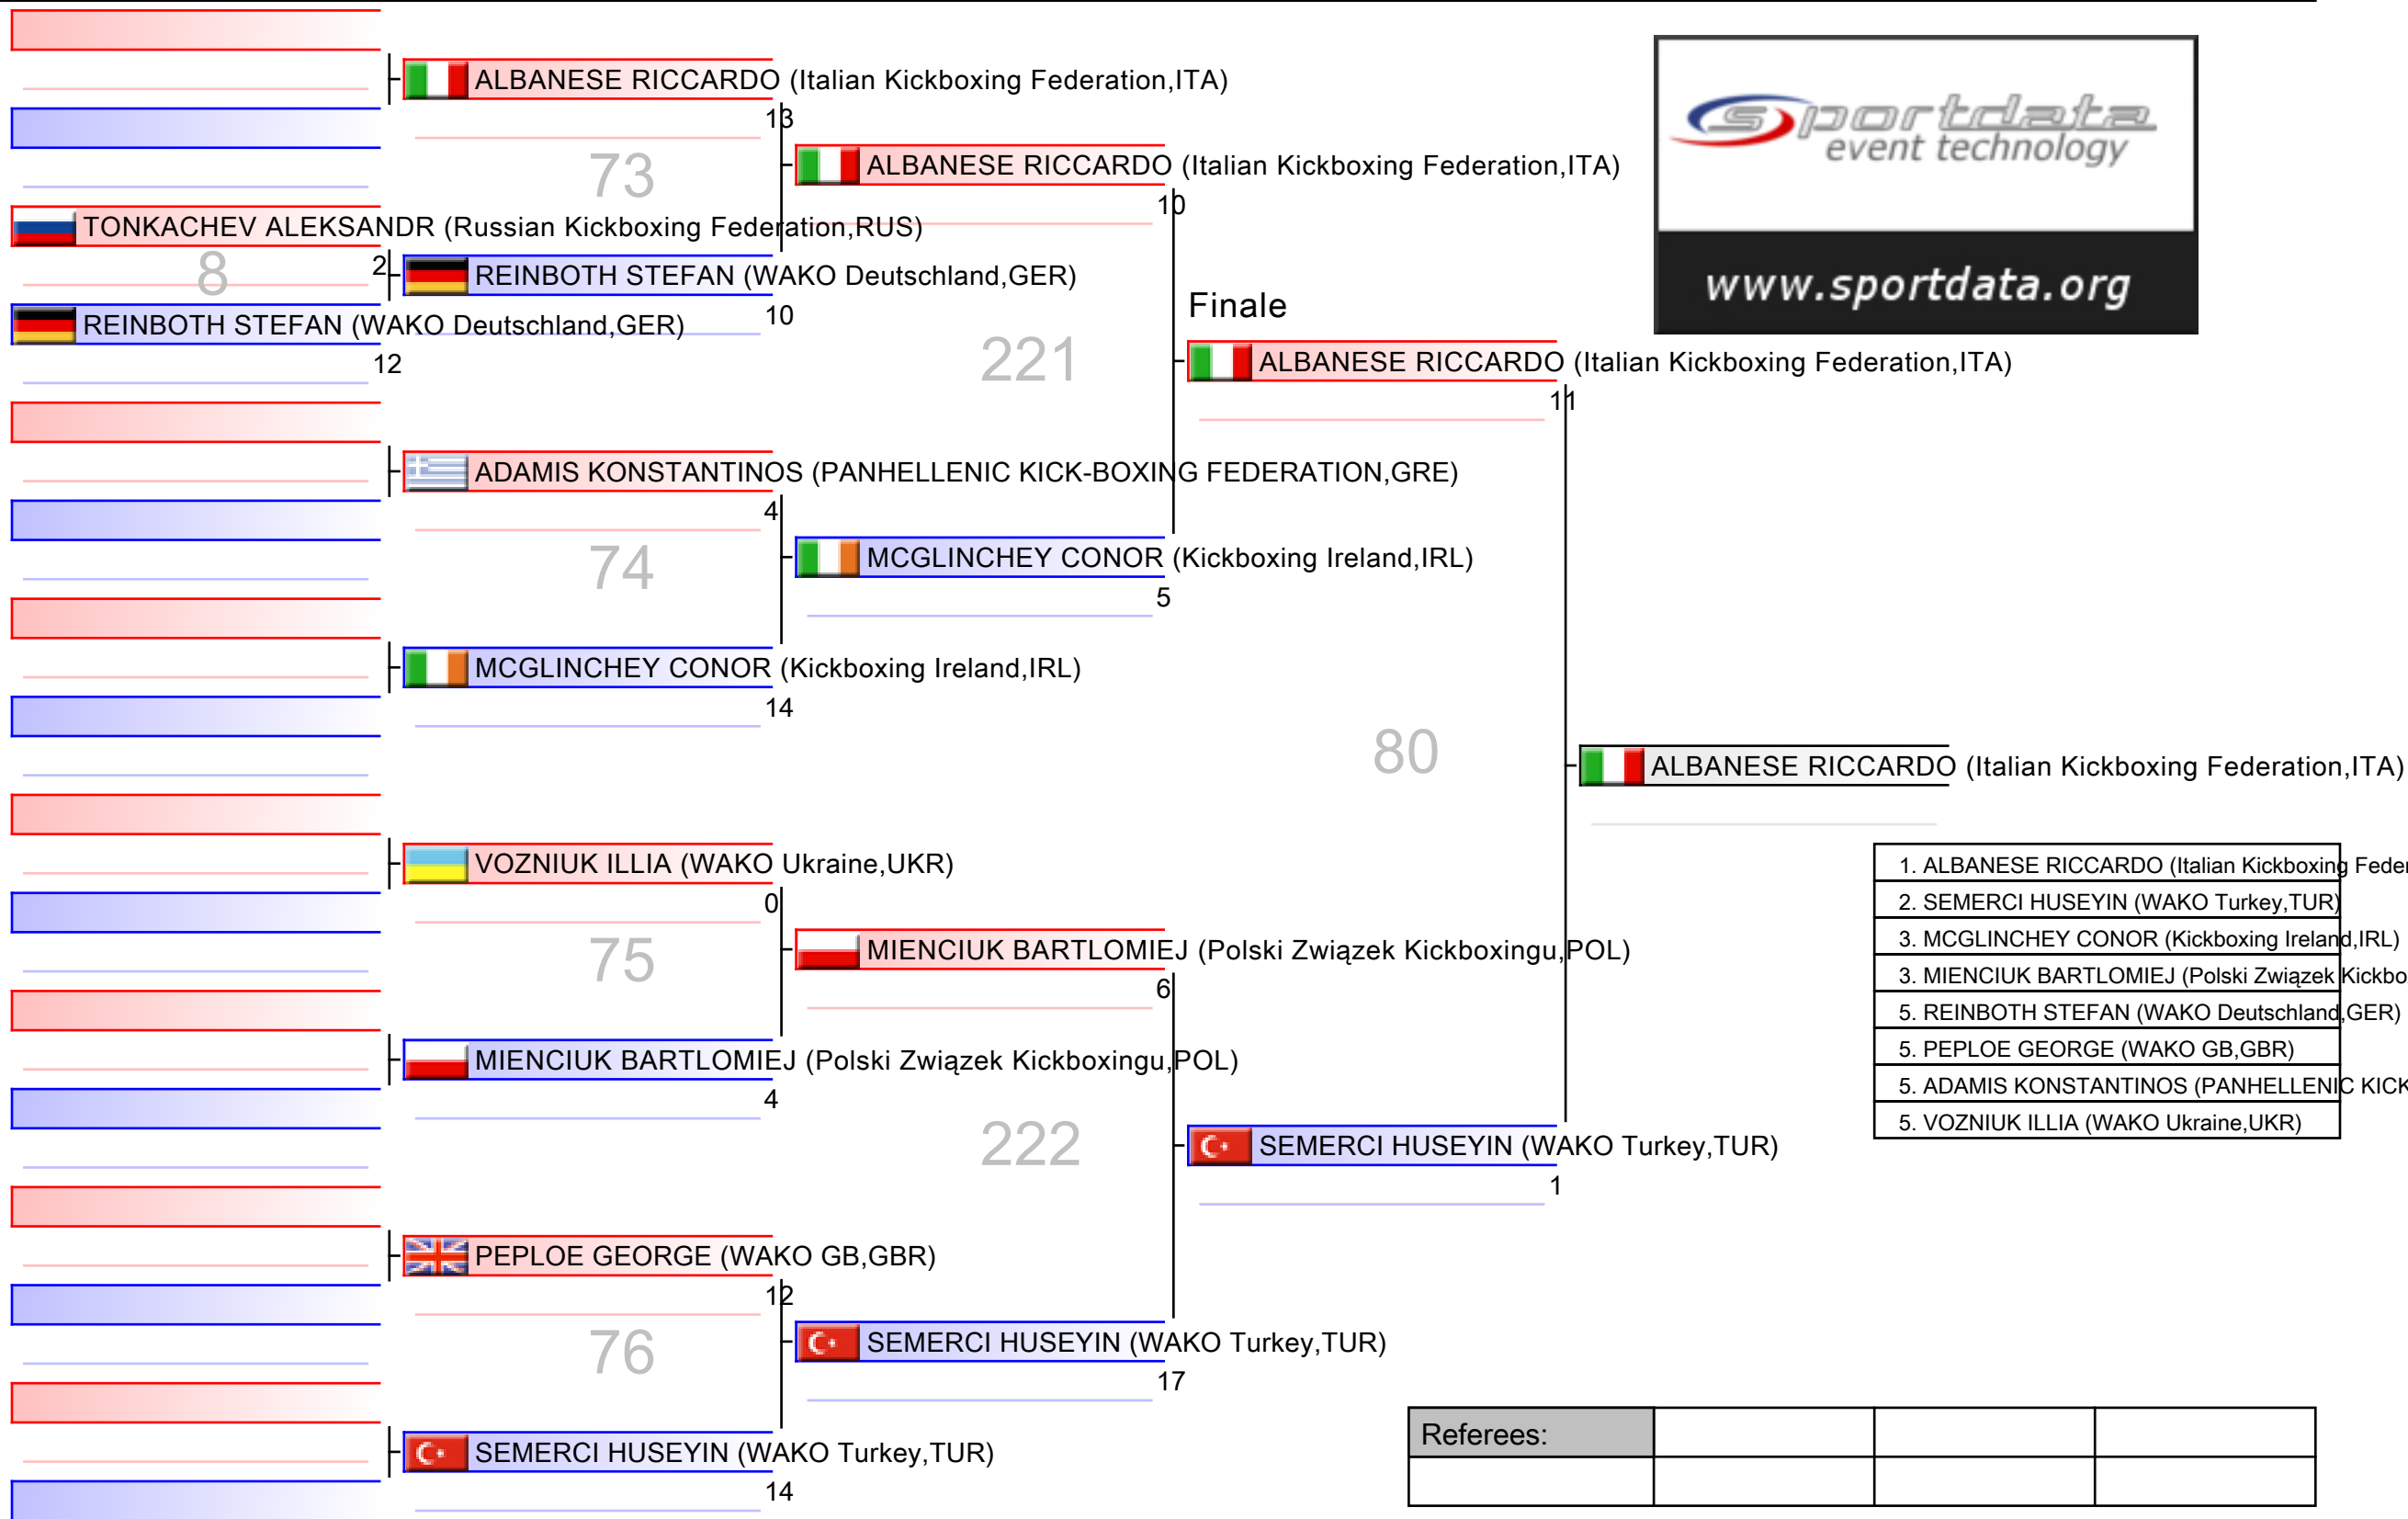 ALBANESE RICCARDO (Italian Kickboxing Federation,ITA)
13
73
TONKACHEV ALEKSANDR (Russian Kickboxing Federation,RUS)
2
8
REINBOTH STEFAN (WAKO Deutschland,GER)
12
REINBOTH STEFAN (WAKO Deutschland,GER)
10
ALBANESE RICCARDO (Italian Kickboxing Federation,ITA)
10
221
ADAMIS KONSTANTINOS (PANHELLENIC KICK-BOXING FEDERATION,GRE)
4
74
MCGLINCHEY CONOR (Kickboxing Ireland,IRL)
14
MCGLINCHEY CONOR (Kickboxing Ireland,IRL)
5
Finale
ALBANESE RICCARDO (Italian Kickboxing Federation,ITA)
11
80
VOZNIUK ILLIA (WAKO Ukraine,UKR)
0
75
MIENCIUK BARTLOMIEJ (Polski Związek Kickboxingu,POL)
4
MIENCIUK BARTLOMIEJ (Polski Związek Kickboxingu,POL)
6
222
PEPLOE GEORGE (WAKO GB,GBR)
12
76
SEMERCI HUSEYIN (WAKO Turkey,TUR)
14
SEMERCI HUSEYIN (WAKO Turkey,TUR)
17
SEMERCI HUSEYIN (WAKO Turkey,TUR)
1
ALBANESE RICCARDO (Italian Kickboxing Federation,ITA)
sportdata
event technology
www.sportdata.org
1. ALBANESE RICCARDO (Italian Kickboxing Feder
2. SEMERCI HUSEYIN (WAKO Turkey,TUR)
3. MCGLINCHEY CONOR (Kickboxing Ireland,IRL)
3. MIENCIUK BARTLOMIEJ (Polski Związek Kickbo
5. REINBOTH STEFAN (WAKO Deutschland,GER)
5. PEPLOE GEORGE (WAKO GB,GBR)
5. ADAMIS KONSTANTINOS (PANHELLENIC KICK
5. VOZNIUK ILLIA (WAKO Ukraine,UKR)
Referees: